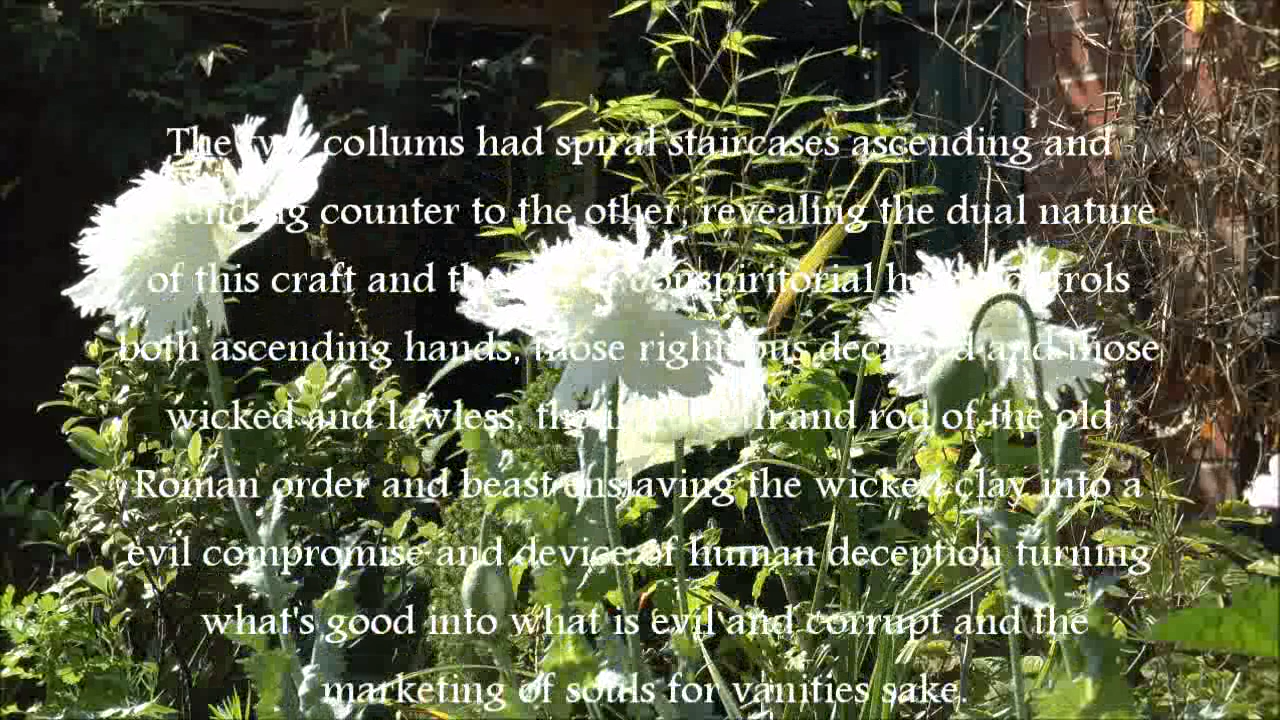 The collums had spiral staircases ascending and
counter to the other, revealing the dual nature
of this craft and conspiritorial
both ascending hands, those righteous and those
wicked and lawless, and rod of the old
Roman order and beast enslaving the wicked clay into a
evil compromise and device of human deception turning
what's good into what is evil and corrupt and the
marketing of souls for vanities sake.